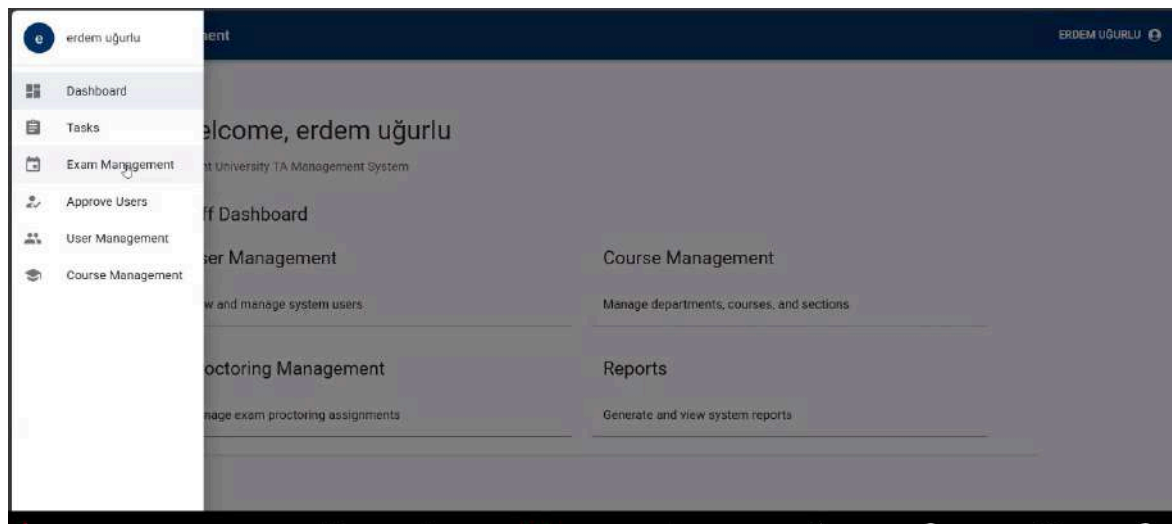 e erdem uğurlu
ent
ERDEM UĞURLU
Dashboard
Tasks
Exam Management
Approve Users
User Management
Course Management
elcome, erdem uğurlu
nt University TA Management System
ff Dashboard
ser Management
w and manage system users
Course Management
Manage departments, courses, and sections
octoring Management
nage exam proctoring assignments
Reports
Generate and view system reports